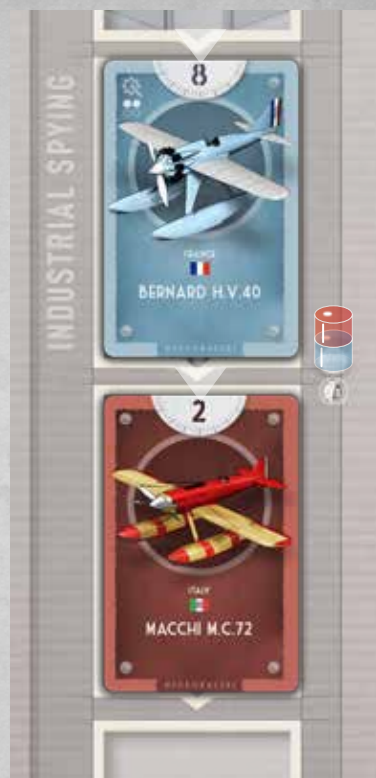 INDUSTRIAL SPYING
8
FRANCE
BERNARD H.V.40
2
ITALY
MACCHI M.C.72